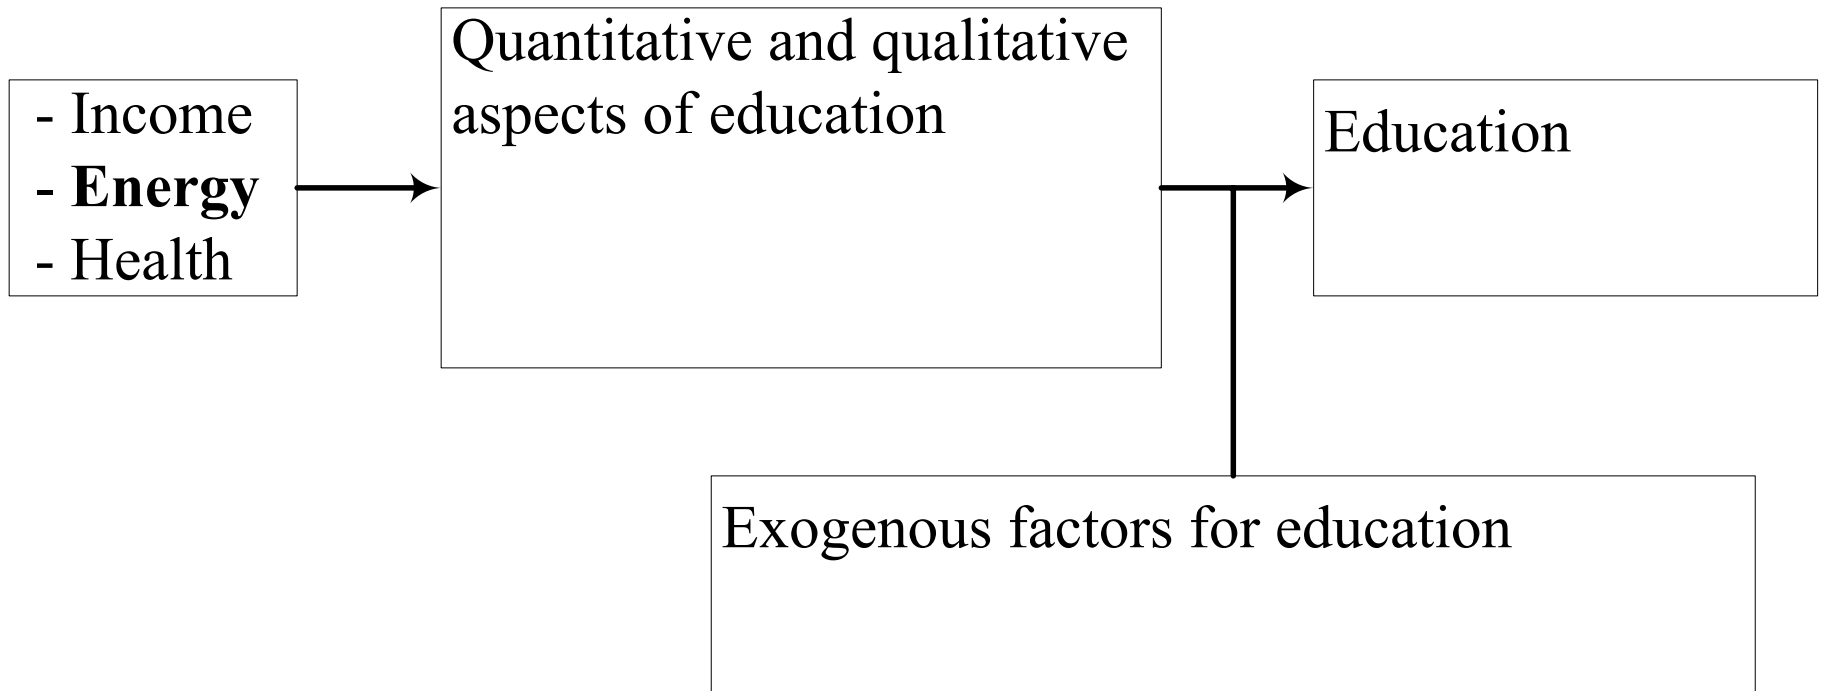 - Income
- Energy
- Health
Quantitative and qualitative
aspects of education
Education
Exogenous factors for education